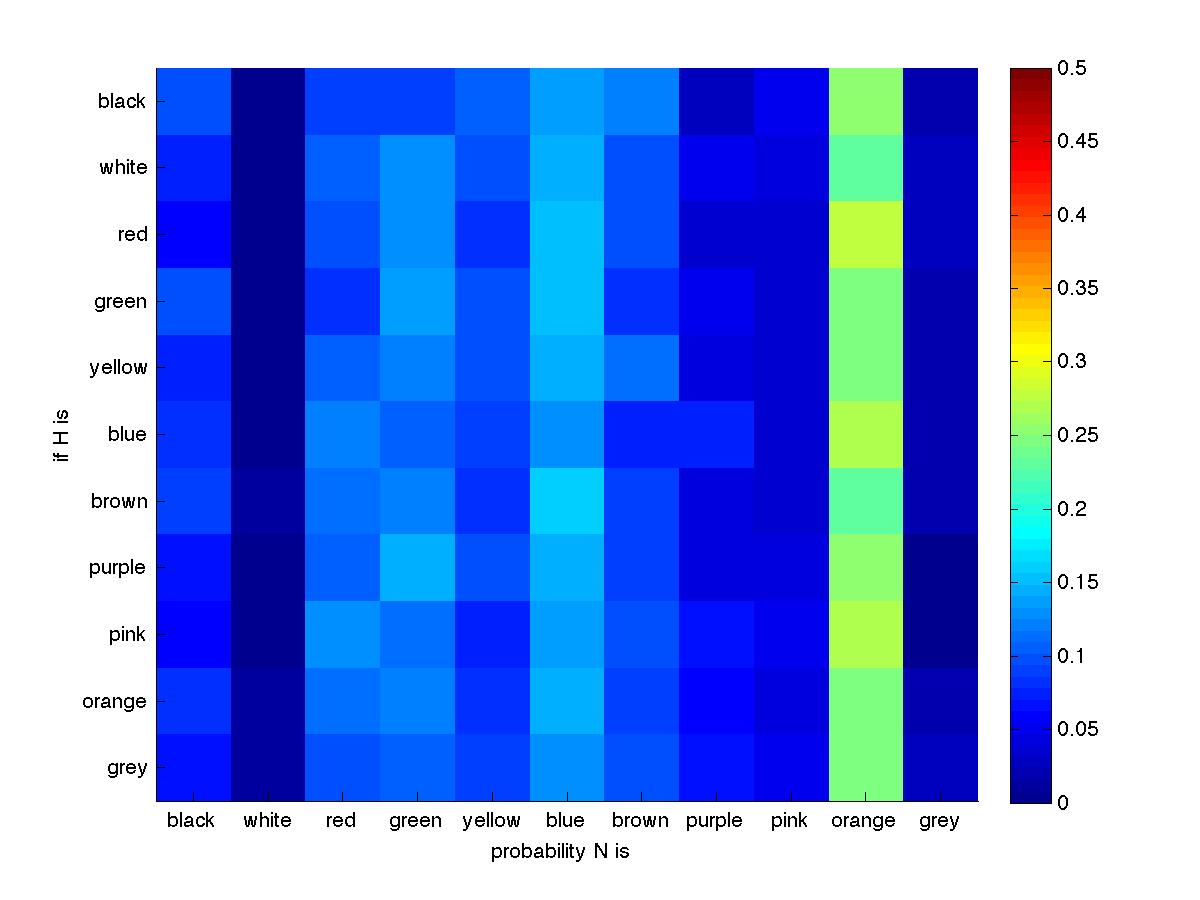 black
white
red
green
yellow
blue
brown
purple
pink
orange
grey
if H is
black white red green yellow blue brown purple pink orange grey
probability N is
0.5
0.45
0.4
0.35
0.3
0.25
0.2
0.15
0.1
0.05
0